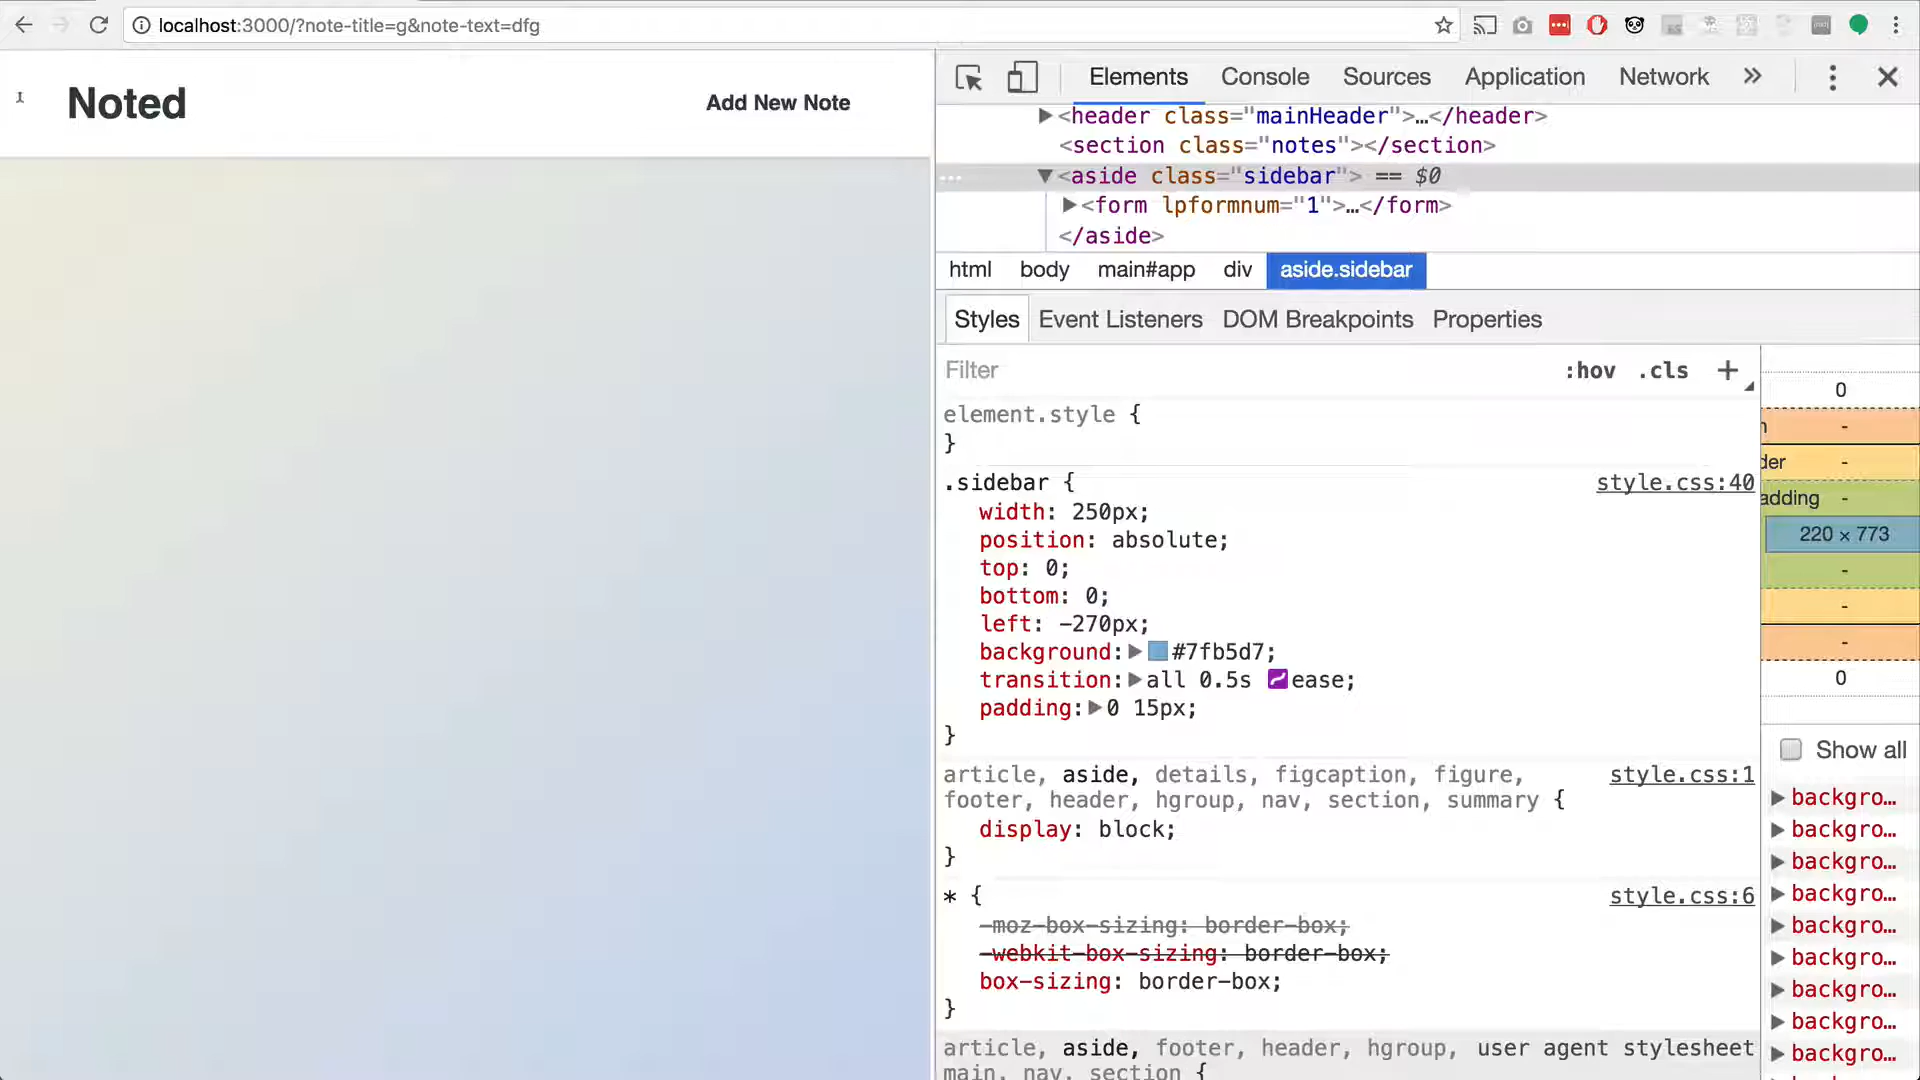 localhost:3000/?note-title=g&note-text=dfg
Noted
Add New Note
Elements Console Sources Application Network »
▶<header class="mainHeader">…</header>
<section class="notes"></section>
… ▼<aside class="sidebar"> == $0
▶<form lpformnum="1">…</form>
</aside>
html body main#app div aside.sidebar
Styles Event Listeners DOM Breakpoints Properties
Filter :hov .cls +
element.style {
}
.sidebar { style.css:40
width: 250px;
position: absolute;
top: 0;
bottom: 0;
left: -270px;
background:▶#7fb5d7;
transition:▶all 0.5s ease;
padding:▶0 15px;
}
article, aside, details, figcaption, figure, style.css:1
footer, header, hgroup, nav, section, summary {
display: block;
}
* { style.css:6
-moz-box-sizing: border-box;
-webkit-box-sizing: border-box;
box-sizing: border-box;
}
article, aside, footer, header, hgroup, user agent stylesheet
main, nav, section {
0
-
der -
adding -
220 × 773
-
-
-
0
Show all
▶ backgro…
▶ backgro…
▶ backgro…
▶ backgro…
▶ backgro…
▶ backgro…
▶ backgro…
▶ backgro…
▶ backgro…